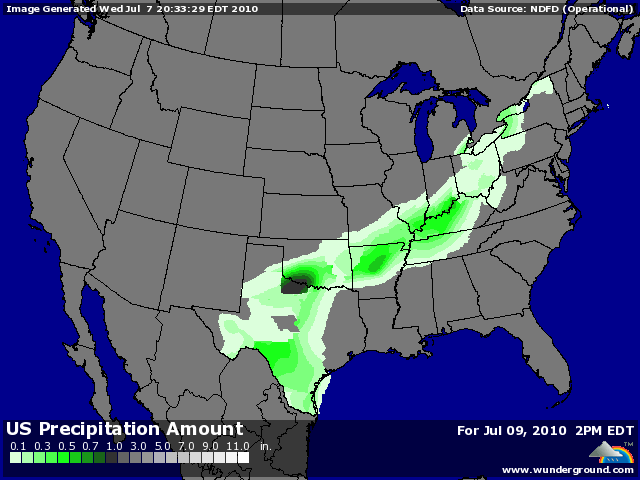 Image Generated Wed Jul 7 20:33:29 EDT 2010 Data Source: NDFD (Operational)
US Precipitation Amount For Jul 09, 2010 2PM EDT
0.1 0.3 0.5 0.7 1.0 3.0 5.0 7.0 9.0 11.0 in.
TM
www.wunderground.com